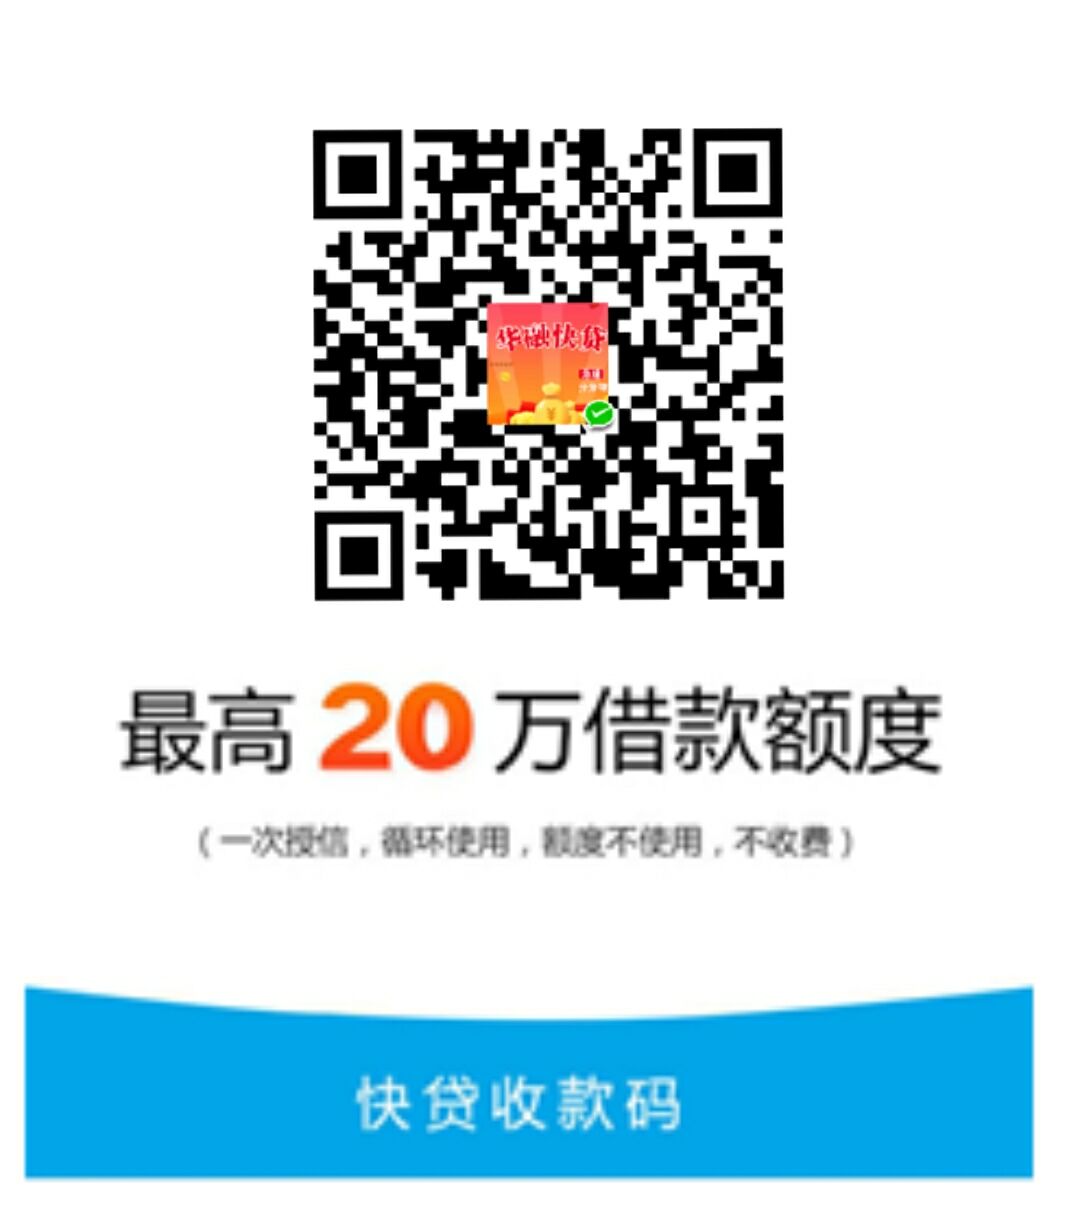 华融快贷
最高 20 万借款额度
（一次授信，循环使用，额度不使用，不收费）
快贷收款码